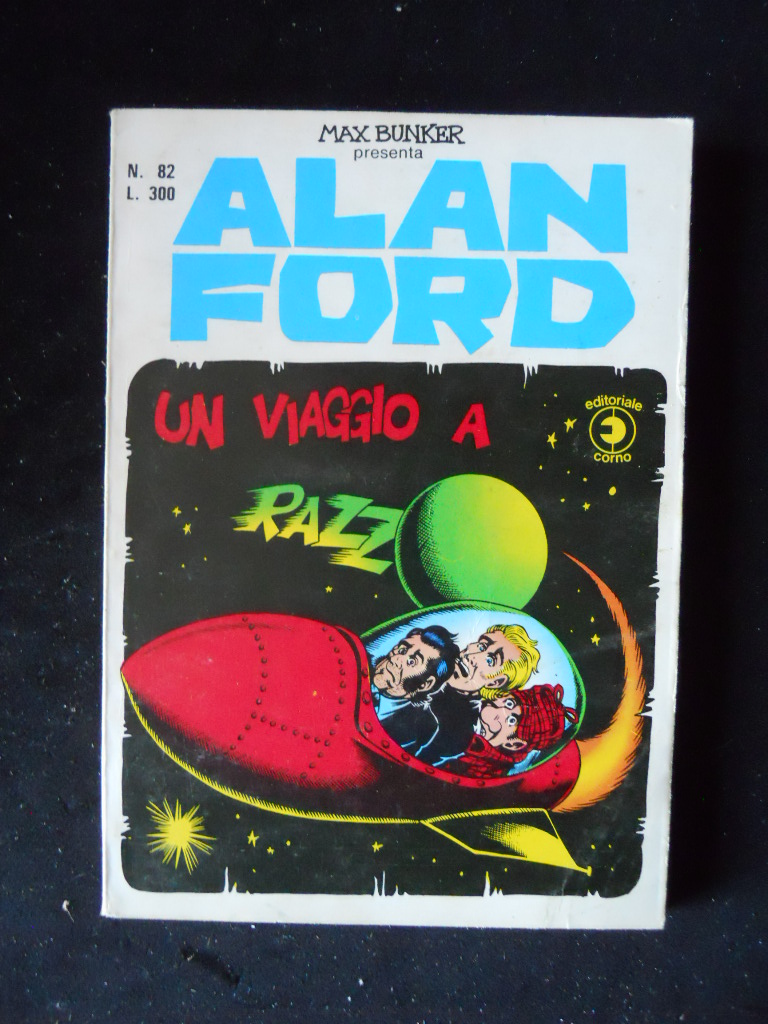 MAX BUNKER
presenta
N. 82
L. 300
ALAN
FORD
UN VIAGGIO A
RAZZ
editoriale
corno